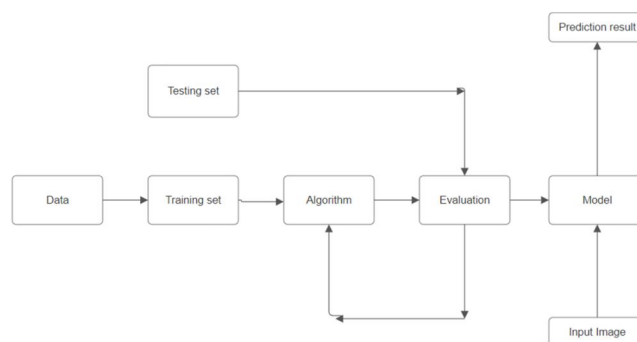 Prediction result
Testing set
Data
Training set
Algorithm
Evaluation
Model
Input Image